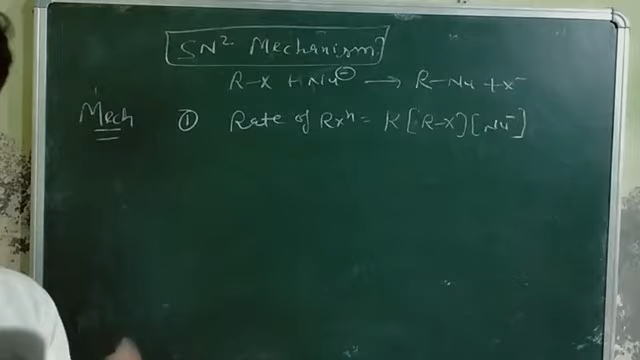 SN² Mechanism
R-X + Nu⊖ → R-Nu + X⁻
Mech ① Rate of Rxⁿ = K [R-X] [Nu⁻]